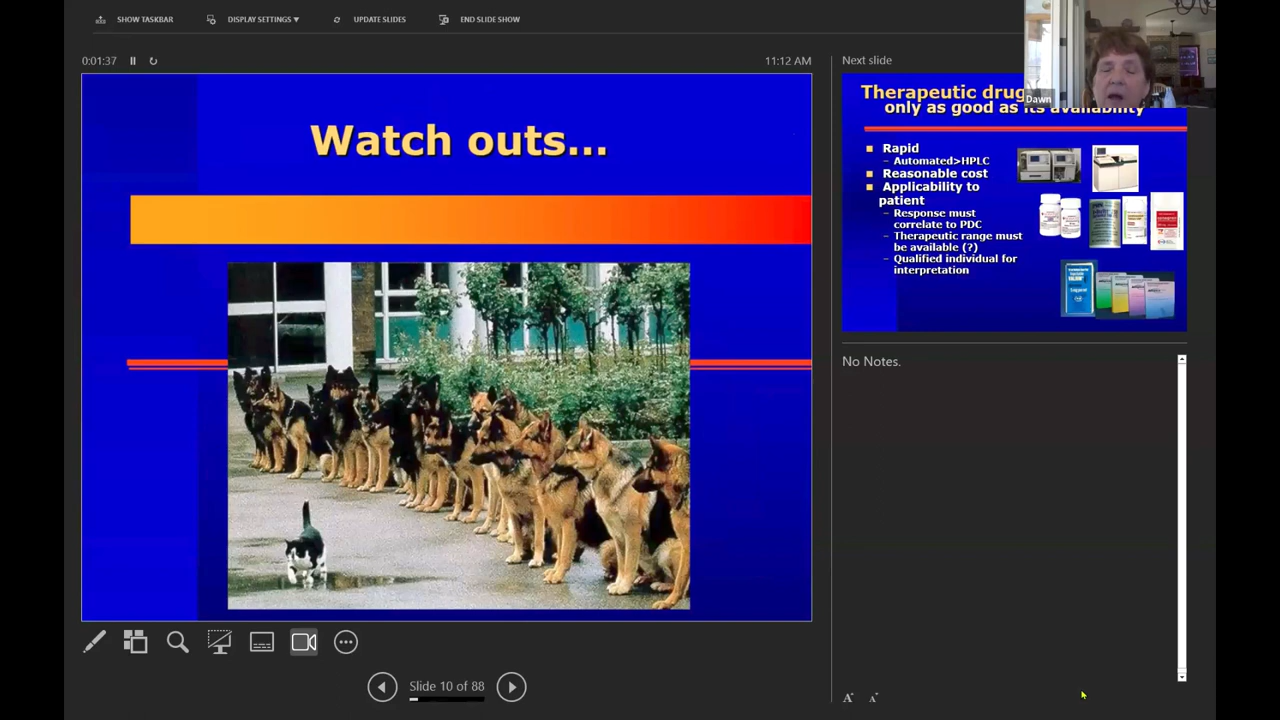 SHOW TASKBAR
DISPLAY SETTINGS ▼
UPDATE SLIDES
END SLIDE SHOW
0:01:37
11:12 AM
Watch outs...
Slide 10 of 88
Next slide
Dawn
Therapeutic
only as good as its availability
Rapid
– Automated>HPLC
Reasonable cost
Applicability to
patient
– Response must
correlate to PDC
– Therapeutic range must
be available (?)
– Qualified individual for
interpretation
No Notes.
A
A